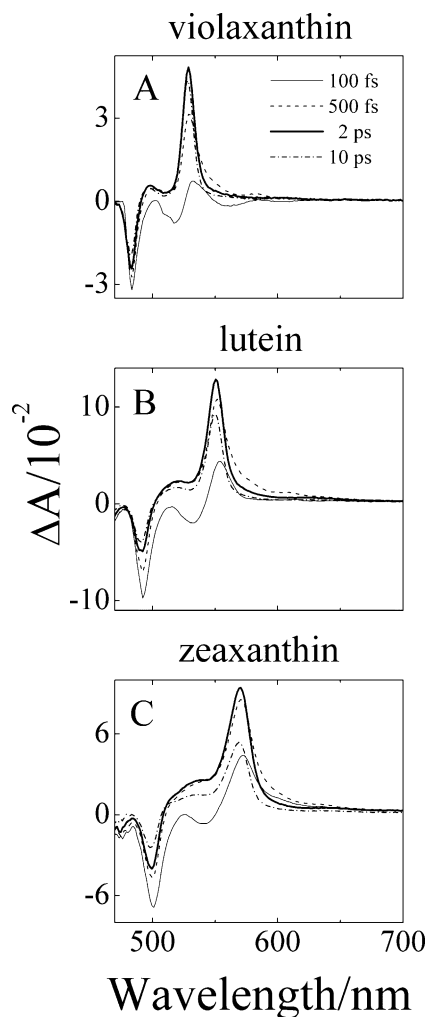 violaxanthin
A
100 fs
500 fs
2 ps
10 ps
3
0
-3
lutein
B
10
0
-10
zeaxanthin
C
6
0
-6
ΔA/10⁻²
500 600 700
Wavelength/nm